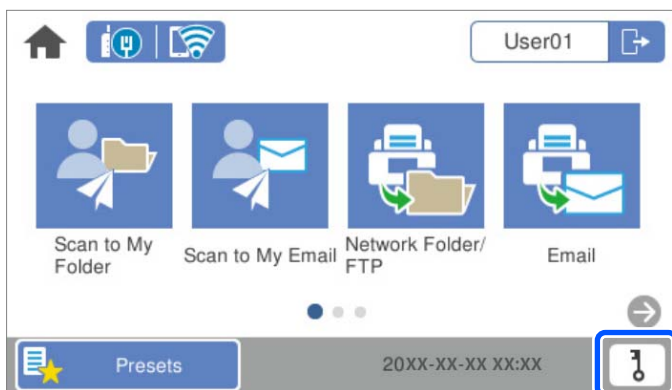 User01
Scan to My
Folder
Scan to My Email
Network Folder/
FTP
Email
Presets
20XX-XX-XX XX:XX